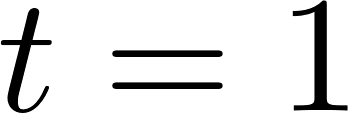 t = 1